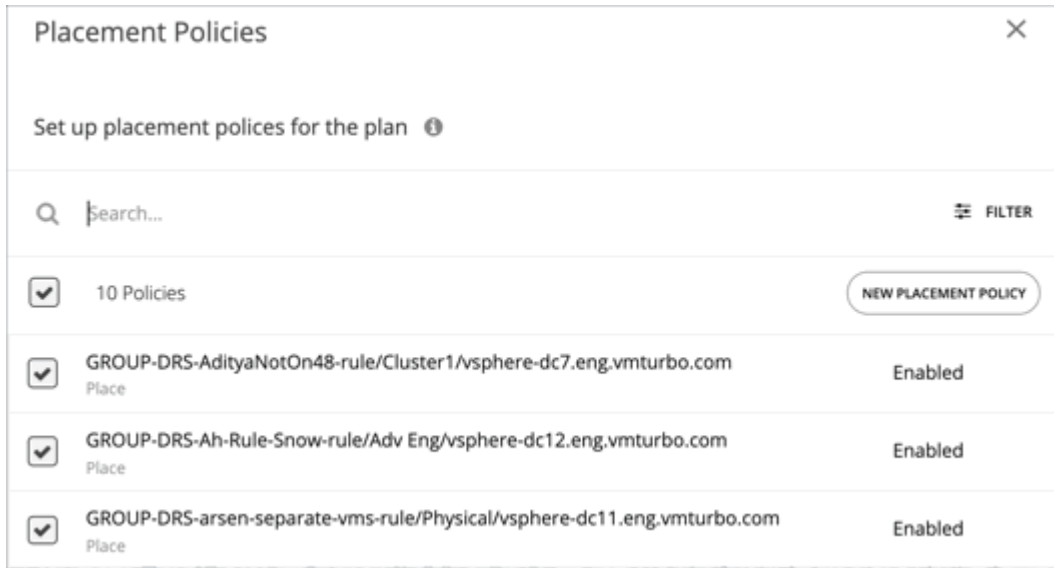 Placement Policies
Set up placement polices for the plan
Search...
FILTER
10 Policies
NEW PLACEMENT POLICY
GROUP-DRS-AdityaNotOn48-rule/Cluster1/vsphere-dc7.eng.vmturbo.com
Place
Enabled
GROUP-DRS-Ah-Rule-Snow-rule/Adv Eng/vsphere-dc12.eng.vmturbo.com
Place
Enabled
GROUP-DRS-arsen-separate-vms-rule/Physical/vsphere-dc11.eng.vmturbo.com
Place
Enabled